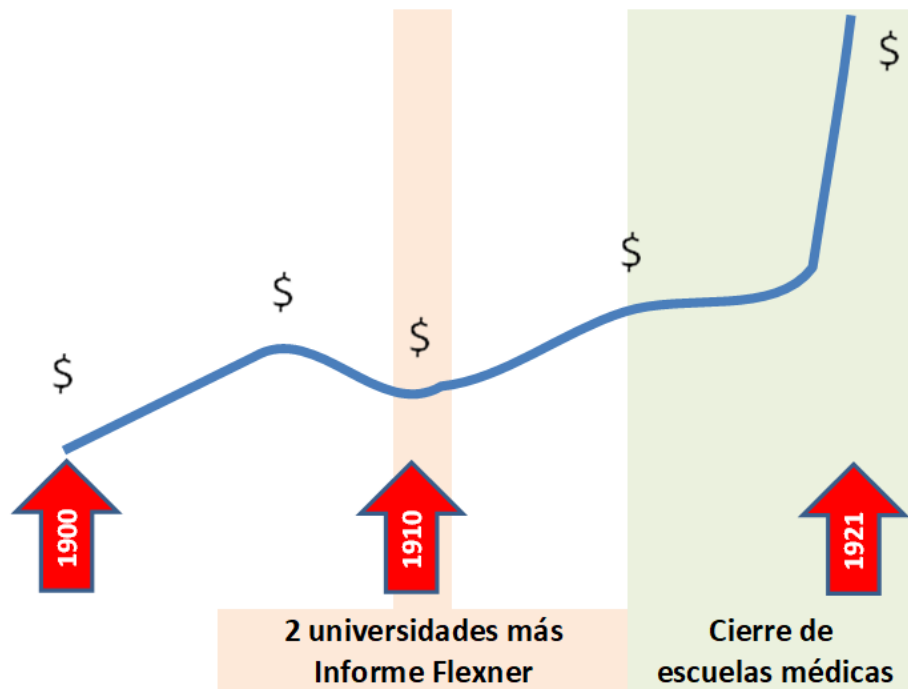 $
$
$
$
$
1900
1910
1921
2 universidades más
Informe Flexner
Cierre de
escuelas médicas